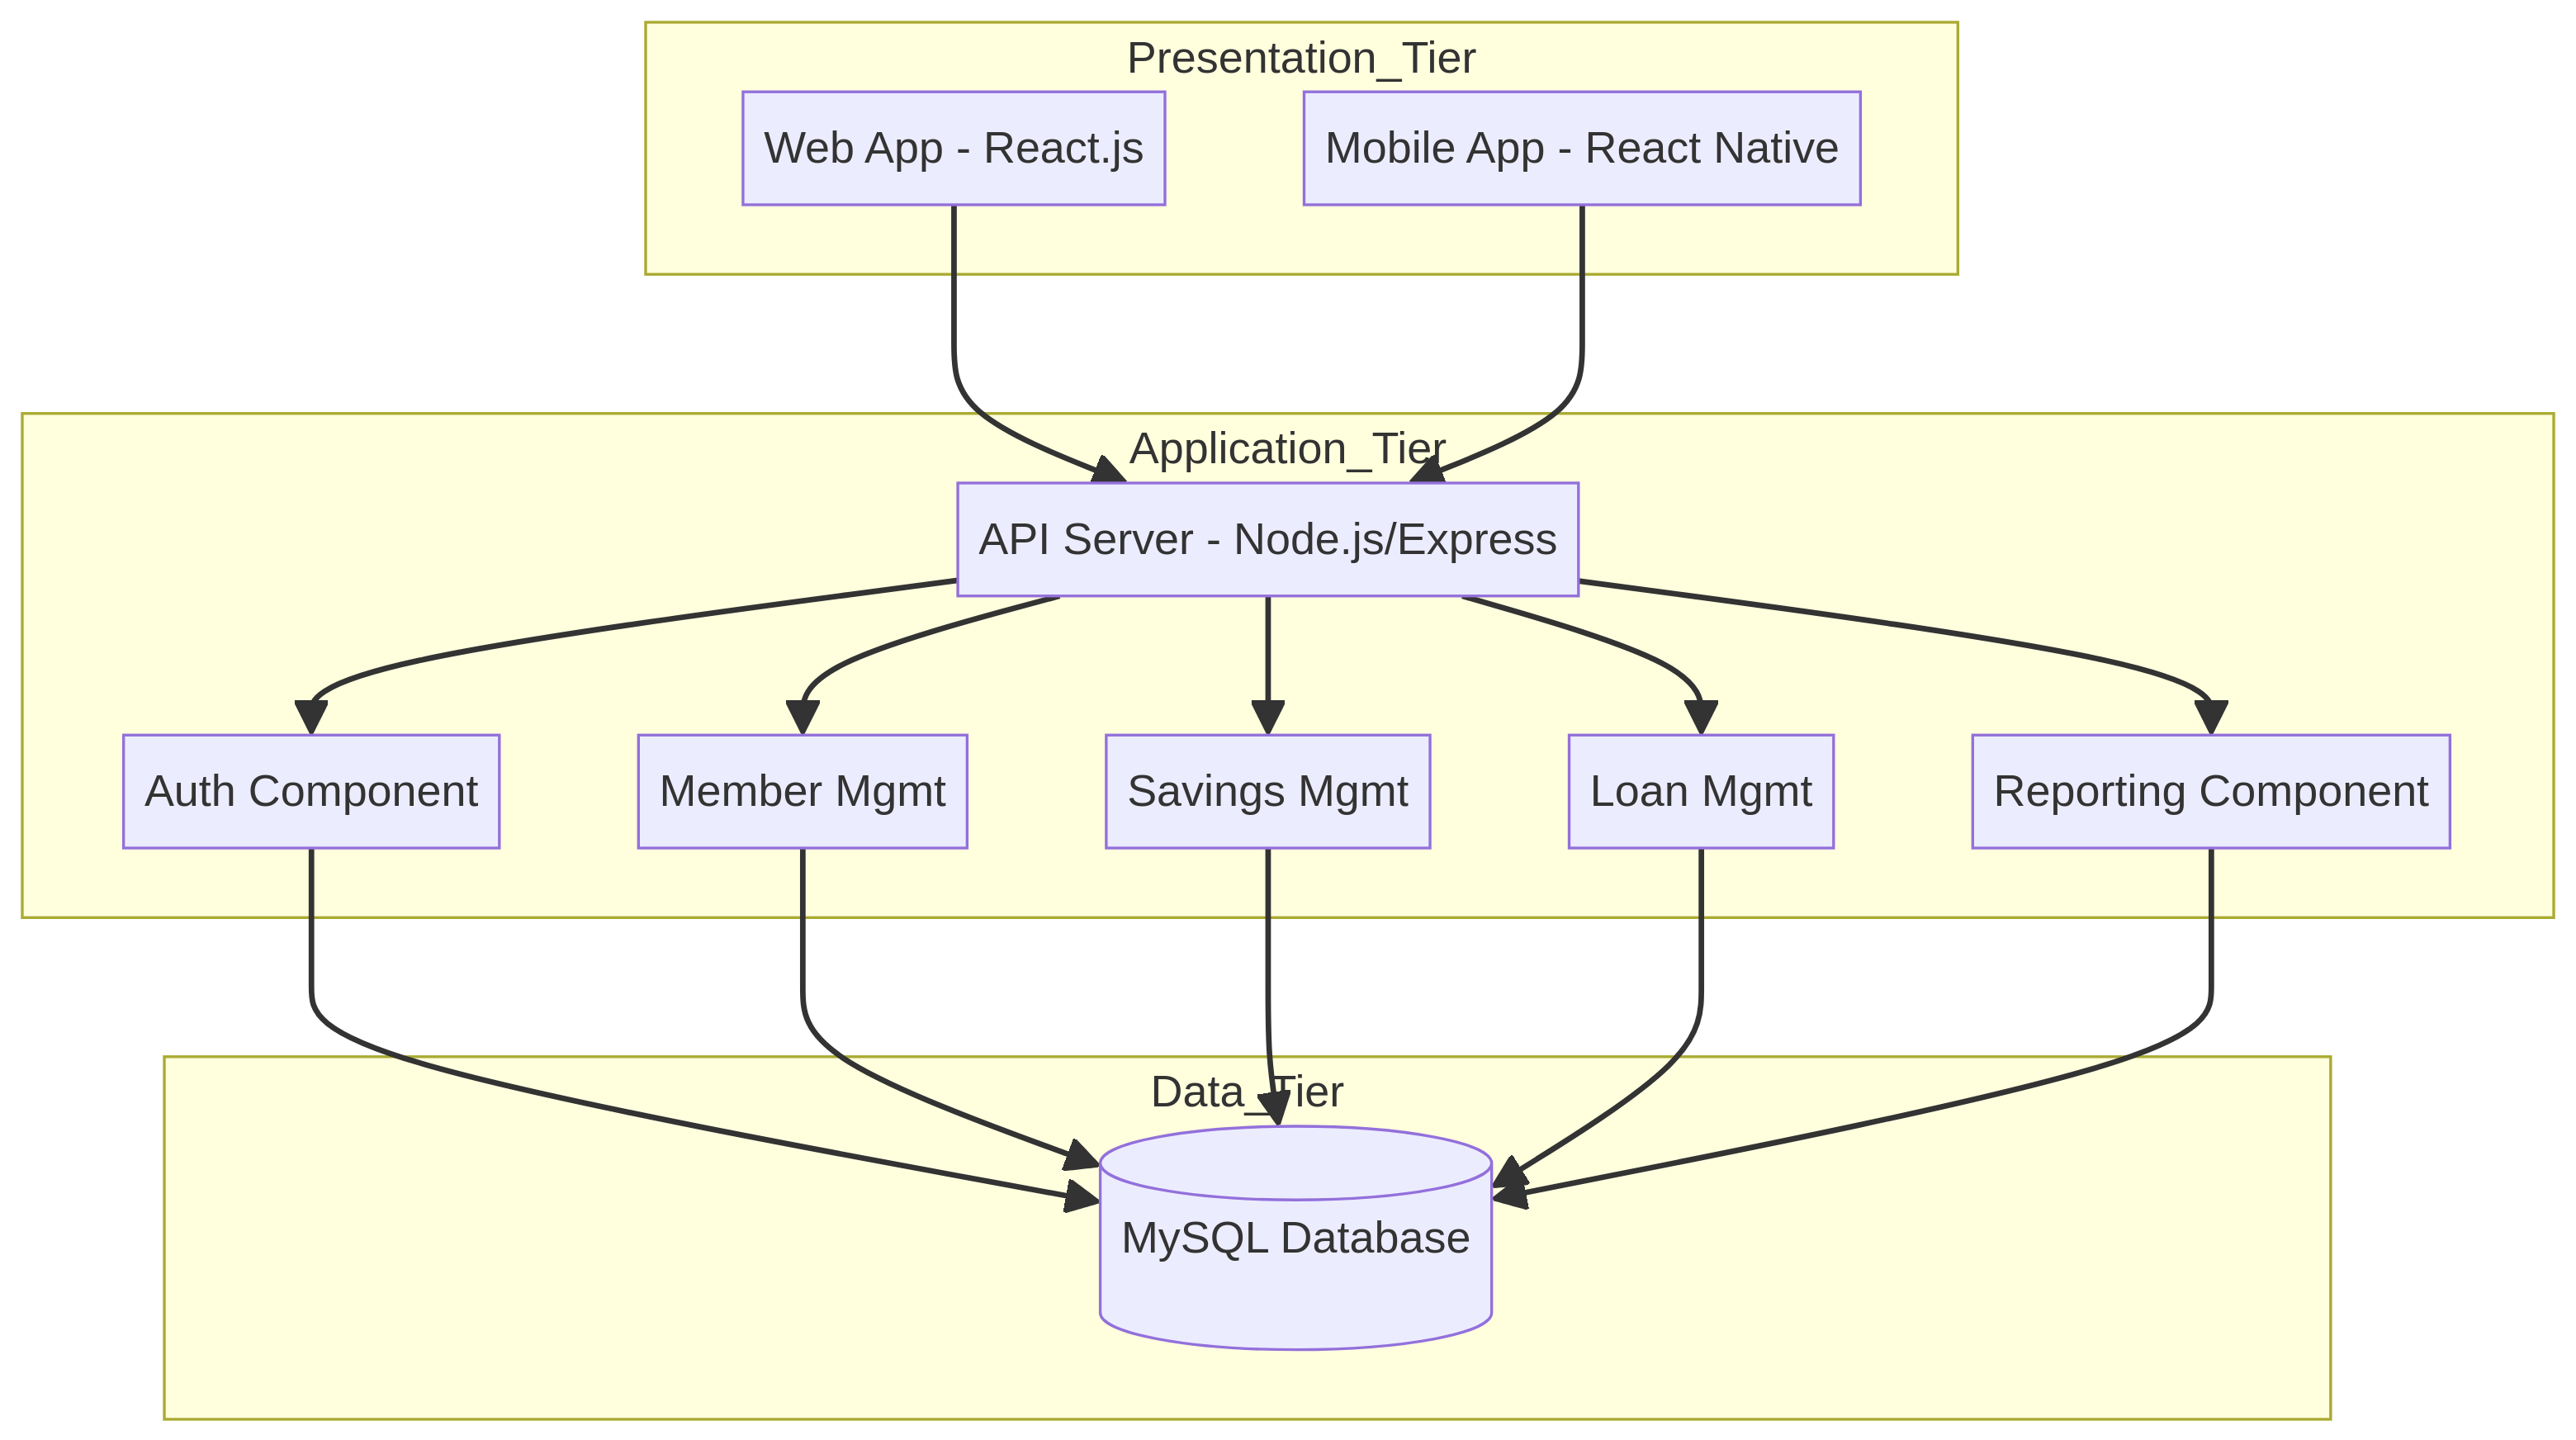 Presentation_Tier
Web App - React.js
Mobile App - React Native
Application_Tier
API Server - Node.js/Express
Auth Component
Member Mgmt
Savings Mgmt
Loan Mgmt
Reporting Component
Data_Tier
MySQL Database